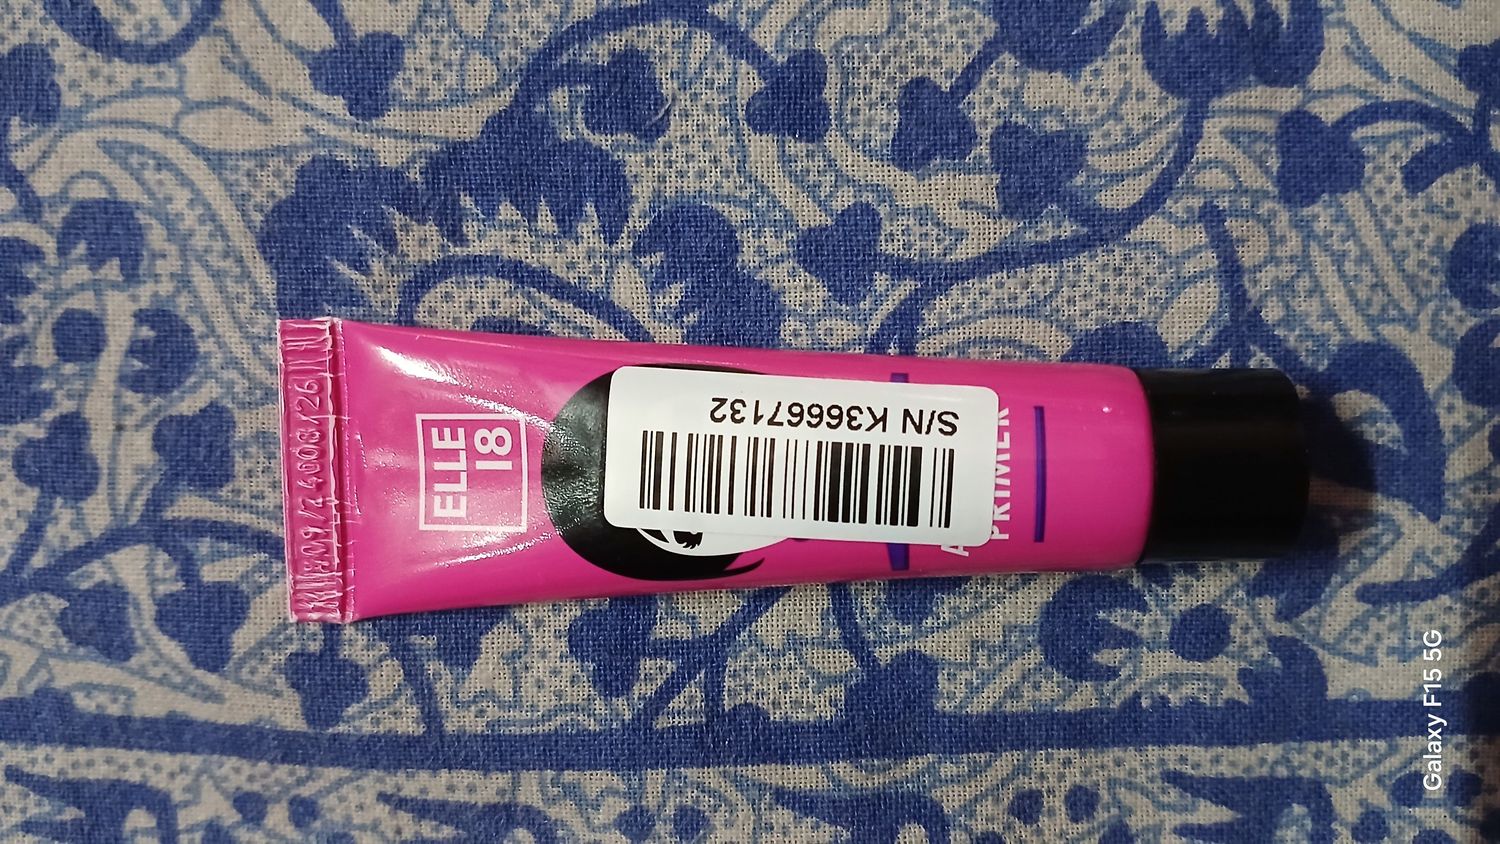 ELLE
18
S/N K36667132
PRIMER
Galaxy F15 5G